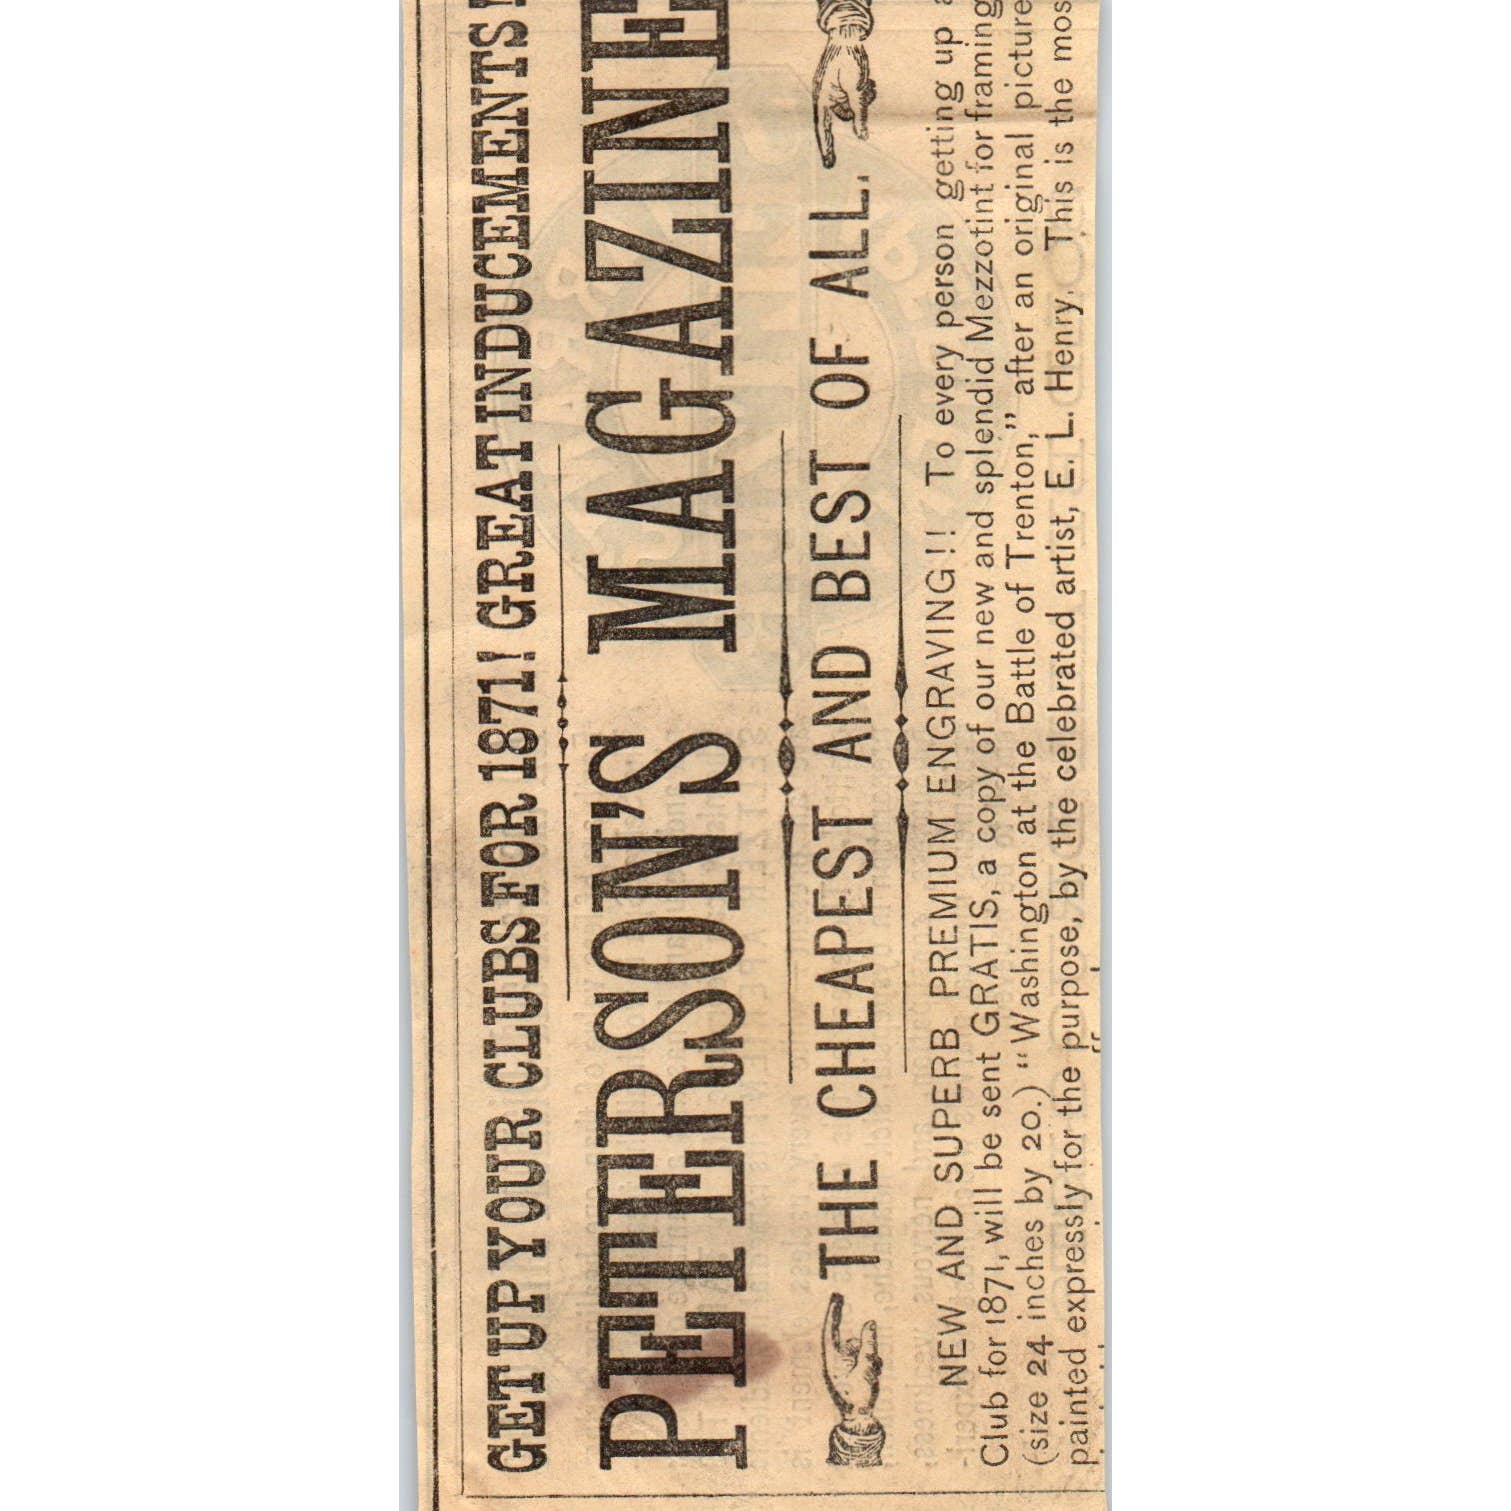 GET UP YOUR CLUBS FOR 1871! GREAT INDUCEMENTS!
PETERSON'S MAGAZINE
THE CHEAPEST AND BEST OF ALL.
NEW AND SUPERB PREMIUM ENGRAVING!! To every person getting up a
Club for 1871, will be sent GRATIS, a copy of our new and splendid Mezzotint for framing
(size 24 inches by 20.) "Washington at the Battle of Trenton," after an original picture
painted expressly for the purpose, by the celebrated artist, E. L. Henry. This is the mos